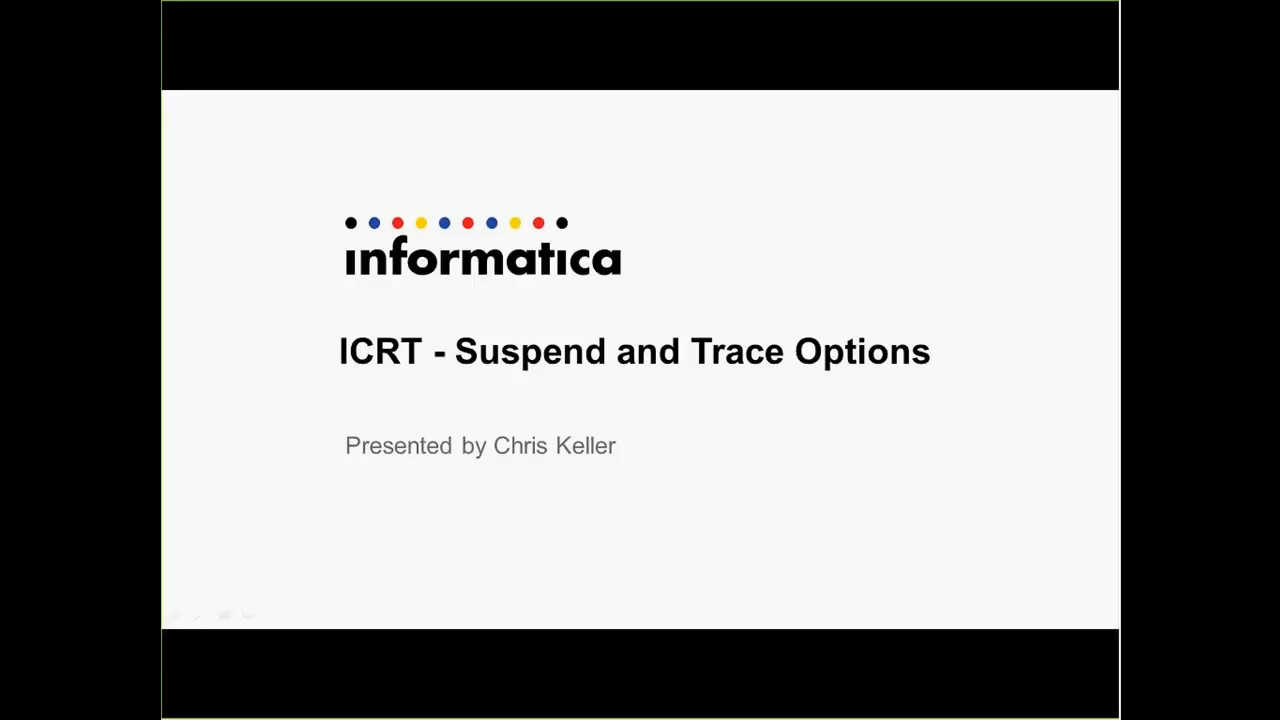 informatica
ICRT - Suspend and Trace Options
Presented by Chris Keller